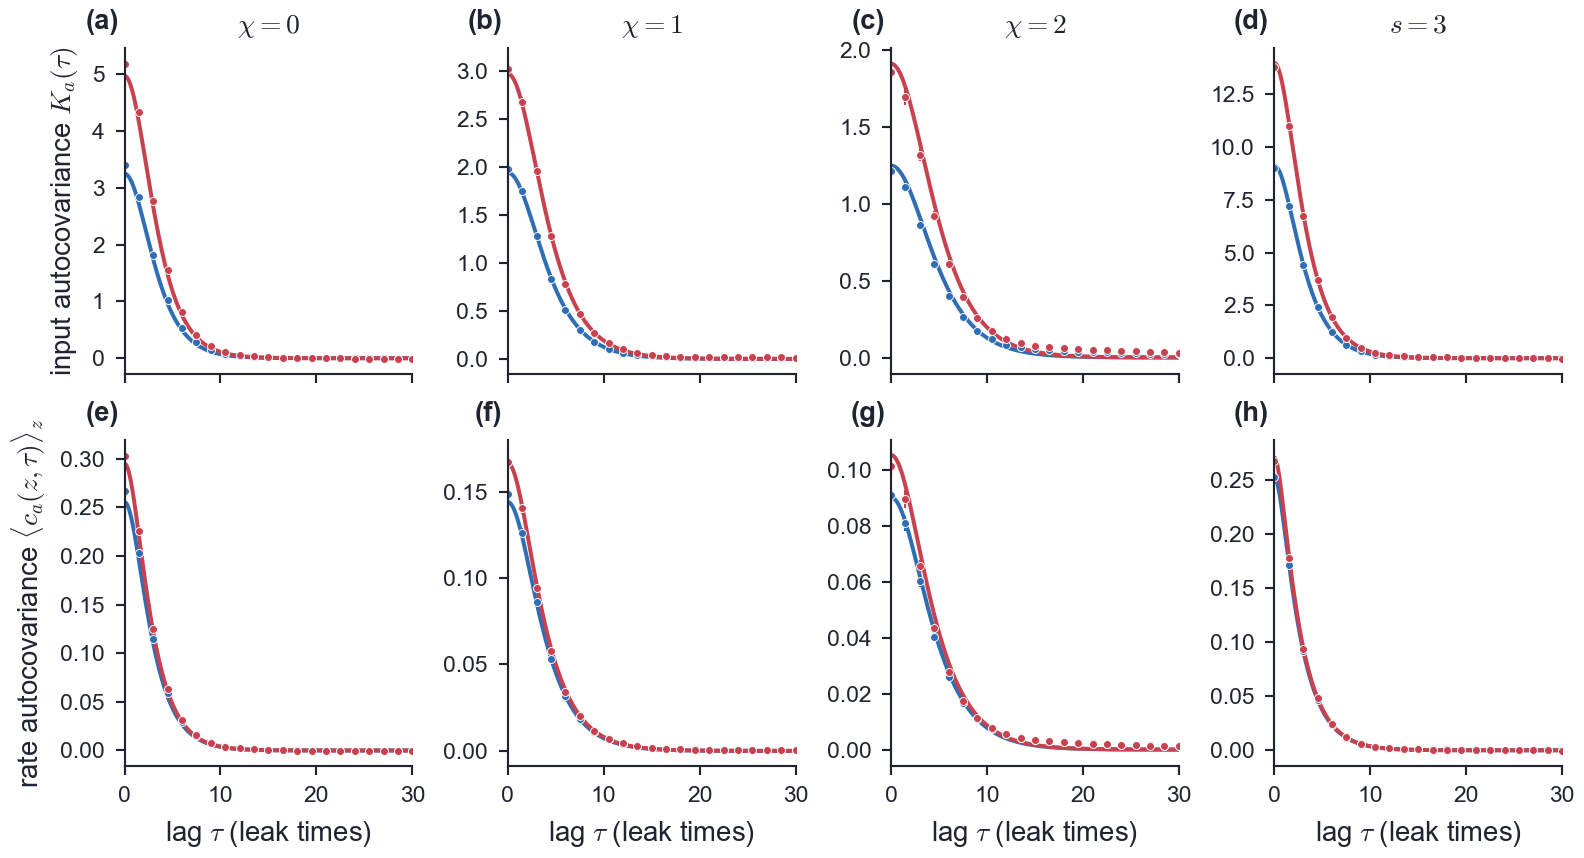 (a) χ = 0
(b) χ = 1
(c) χ = 2
(d) s = 3
input autocovariance K_a(τ)
5
4
3
2
1
0
3.0
2.5
2.0
1.5
1.0
0.5
0.0
2.0
1.5
1.0
0.5
0.0
12.5
10.0
7.5
5.0
2.5
0.0
(e)
(f)
(g)
(h)
rate autocovariance ⟨c_a(z, τ)⟩_z
0.30
0.25
0.20
0.15
0.10
0.05
0.00
0.15
0.10
0.05
0.00
0.10
0.08
0.06
0.04
0.02
0.00
0.25
0.20
0.15
0.10
0.05
0.00
0 10 20 30
0 10 20 30
0 10 20 30
0 10 20 30
lag τ (leak times)
lag τ (leak times)
lag τ (leak times)
lag τ (leak times)